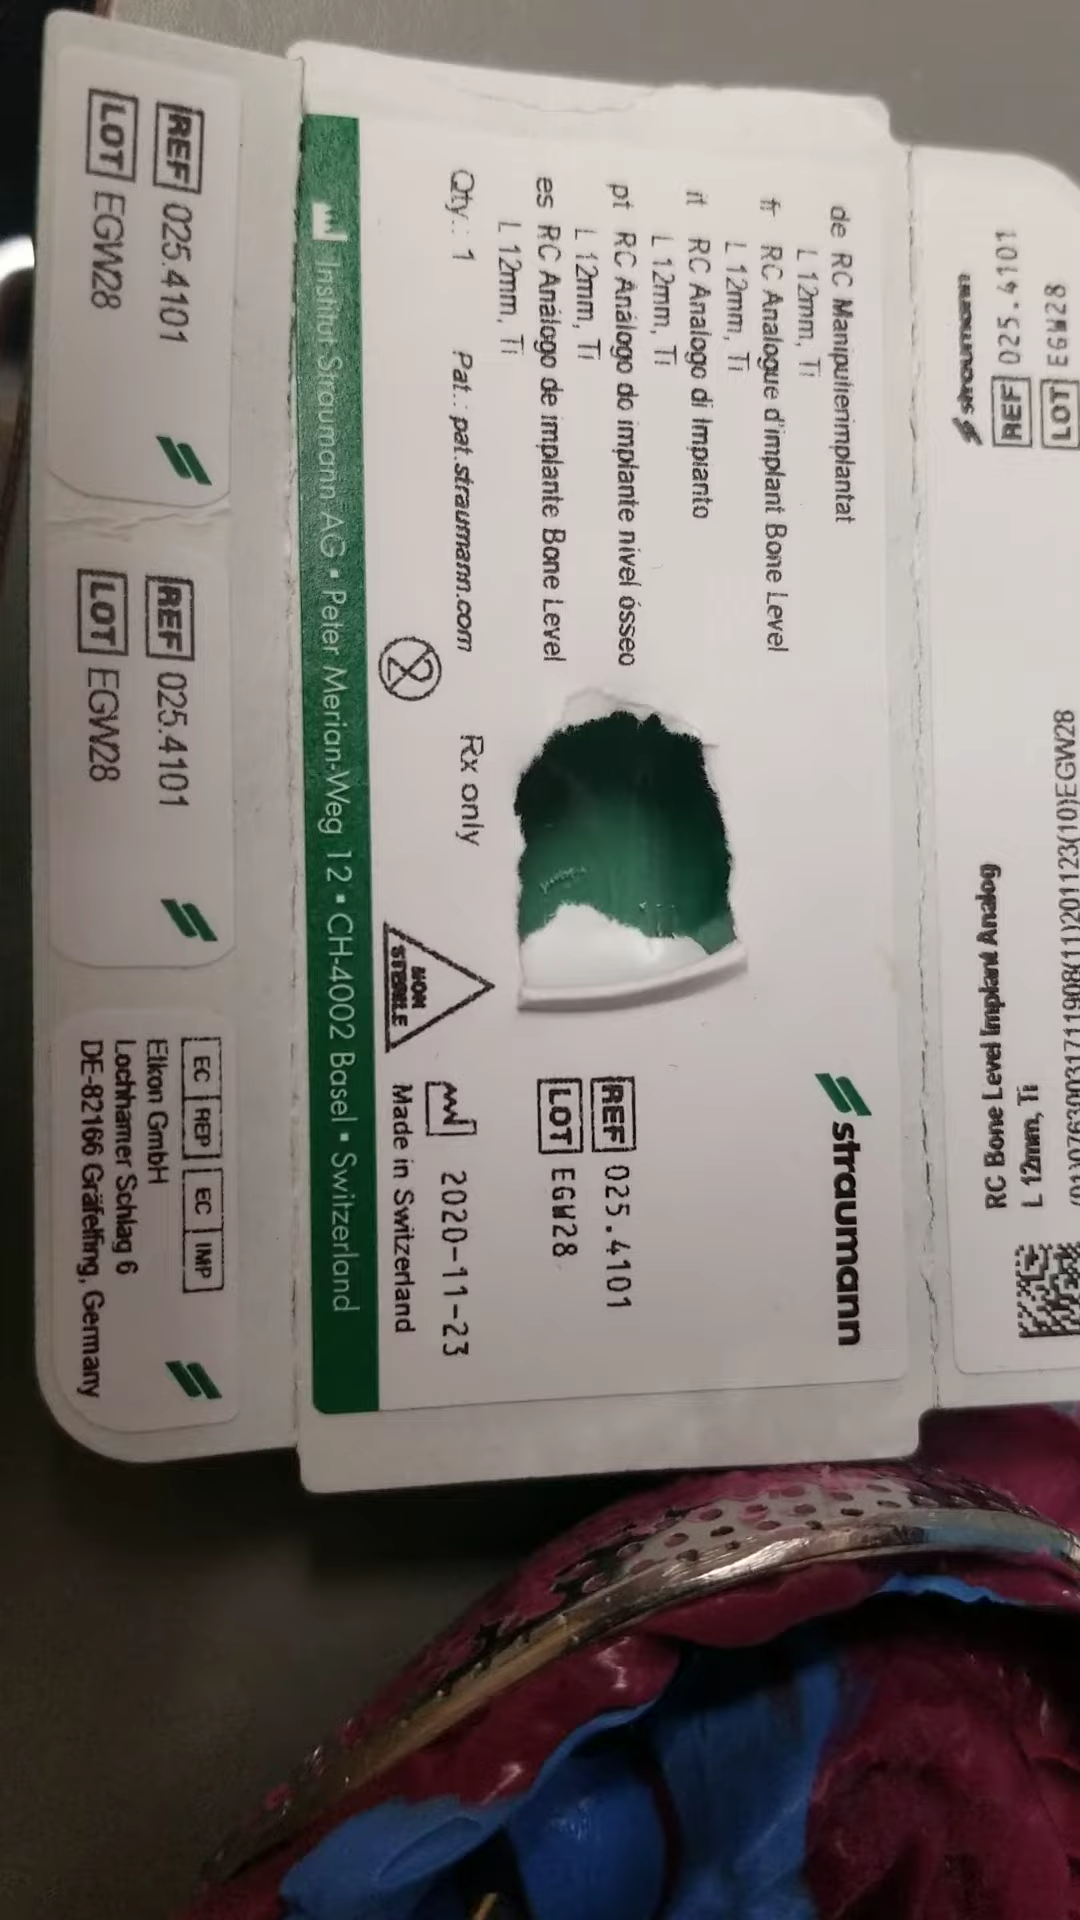 (10)EGW28
RC Bone Level Implant Analog
L 12mm, Ti
straumann
REF 025.4101
LOT EGW28
straumann
de RC Manipulierimplantat
L 12mm, Ti
fr RC Analogue d'implant Bone Level
L 12mm, Ti
it RC Analogo di Impianto
L 12mm, Ti
pt RC Análogo do implante nível ósseo
L 12mm, Ti
es RC Análogo de implante Bone Level
L 12mm, Ti
REF 025.4101
LOT EGW28
Qty.: 1 Pat.: pat.straumann.com Rx only
NON
STERILE
2020-11-23
Made in Switzerland
Institut Straumann AG ▪ Peter Merian-Weg 12 ▪ CH-4002 Basel ▪ Switzerland
REF 025.4101
LOT EGW28
REF 025.4101
LOT EGW28
EC REP EC IMP
Etkon GmbH
Lochhamer Schlag 6
DE-82166 Gräfelfing, Germany